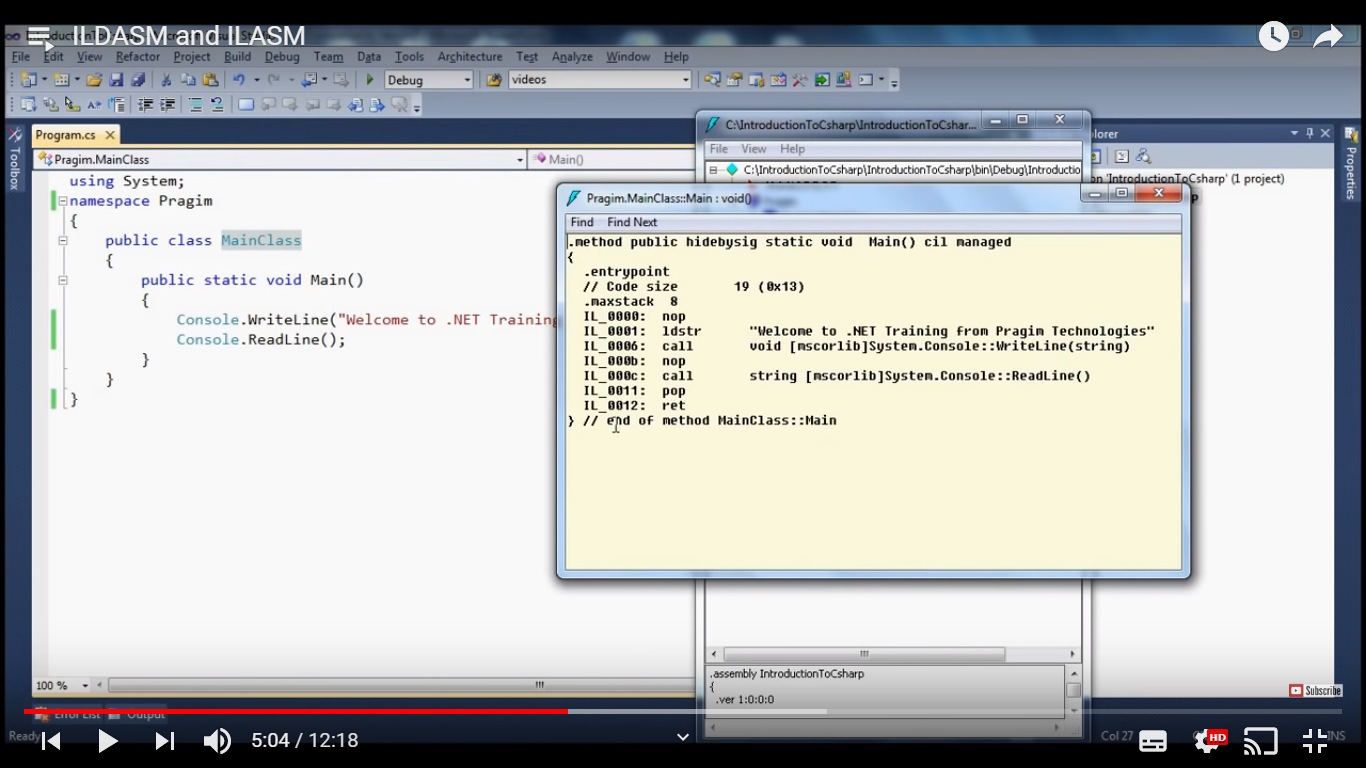 ILDASM and ILASM
File Edit View Refactor Project Build Debug Team Data Tools Architecture Test Analyze Window Help
Debug
videos
Program.cs
Toolbox
Pragim.MainClass
Main()
using System;
namespace Pragim
{
public class MainClass
{
public static void Main()
{
Console.WriteLine("Welcome to .NET Training
Console.ReadLine();
}
}
}
100 %
Error List Output
Ready
C:\IntroductionToCsharp\IntroductionToCshar...
File View Help
C:\IntroductionToCsharp\IntroductionToCsharp\bin\Debug\Introductio
Pragim.MainClass::Main : void()
Find Find Next
.method public hidebysig static void Main() cil managed
{
.entrypoint
// Code size 19 (0x13)
.maxstack 8
IL_0000: nop
IL_0001: ldstr "Welcome to .NET Training from Pragim Technologies"
IL_0006: call void [mscorlib]System.Console::WriteLine(string)
IL_000b: nop
IL_000c: call string [mscorlib]System.Console::ReadLine()
IL_0011: pop
IL_0012: ret
} // end of method MainClass::Main
.assembly IntroductionToCsharp
{
.ver 1:0:0:0
lorer
on 'IntroductionToCsharp' (1 project)
Properties
Subscribe
Col 27
INS
5:04 / 12:18
HD